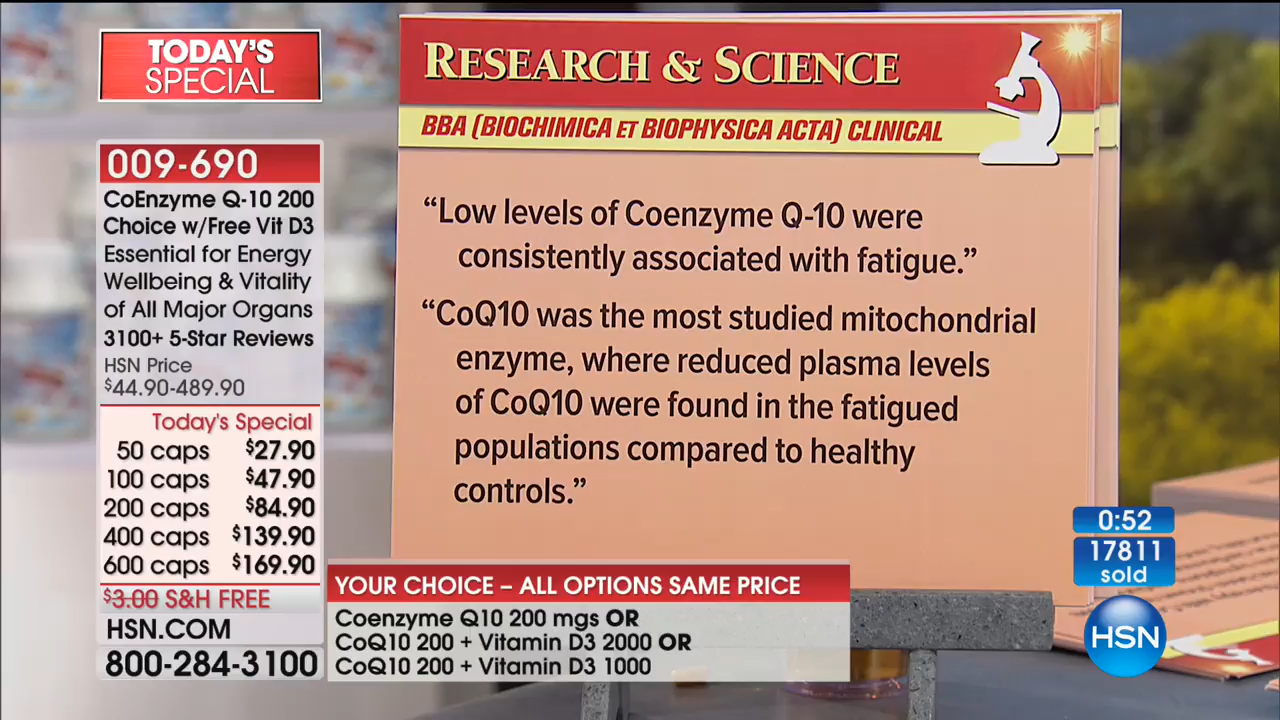 TODAY'S
SPECIAL
009-690
CoEnzyme Q-10 200
Choice w/Free Vit D3
Essential for Energy
Wellbeing & Vitality
of All Major Organs
3100+ 5-Star Reviews
HSN Price
$44.90-489.90
Today's Special
50 caps $27.90
100 caps $47.90
200 caps $84.90
400 caps $139.90
600 caps $169.90
$3.00 S&H FREE
HSN.COM
800-284-3100
RESEARCH & SCIENCE
BBA (BIOCHIMICA ET BIOPHYSICA ACTA) CLINICAL
“Low levels of Coenzyme Q-10 were
consistently associated with fatigue.”
“CoQ10 was the most studied mitochondrial
enzyme, where reduced plasma levels
of CoQ10 were found in the fatigued
populations compared to healthy
controls.”
YOUR CHOICE – ALL OPTIONS SAME PRICE
Coenzyme Q10 200 mgs OR
CoQ10 200 + Vitamin D3 2000 OR
CoQ10 200 + Vitamin D3 1000
0:52
17811
sold
HSN